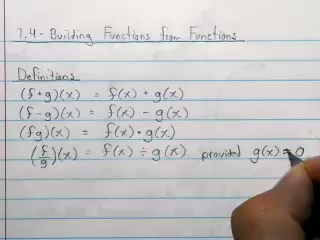 1.4 - Building Functions from Functions
Definitions
(f+g)(x) = f(x) + g(x)
(f-g)(x) = f(x) - g(x)
(fg)(x) = f(x) • g(x)
(f/g)(x) = f(x) ÷ g(x) provided g(x) ≠ 0